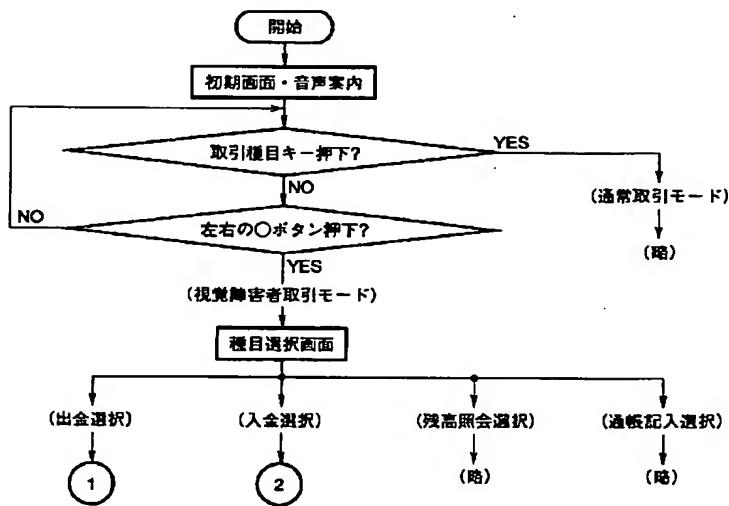 開始
初期画面・音声案内
取引種目キー押下?
YES
NO
(通常取引モード)
NO
左右の○ボタン押下?
(略)
YES
(視覚障害者取引モード)
種目選択画面
(出金選択)
(入金選択)
(残高照会選択)
(通帳記入選択)
1
2
(略)
(略)